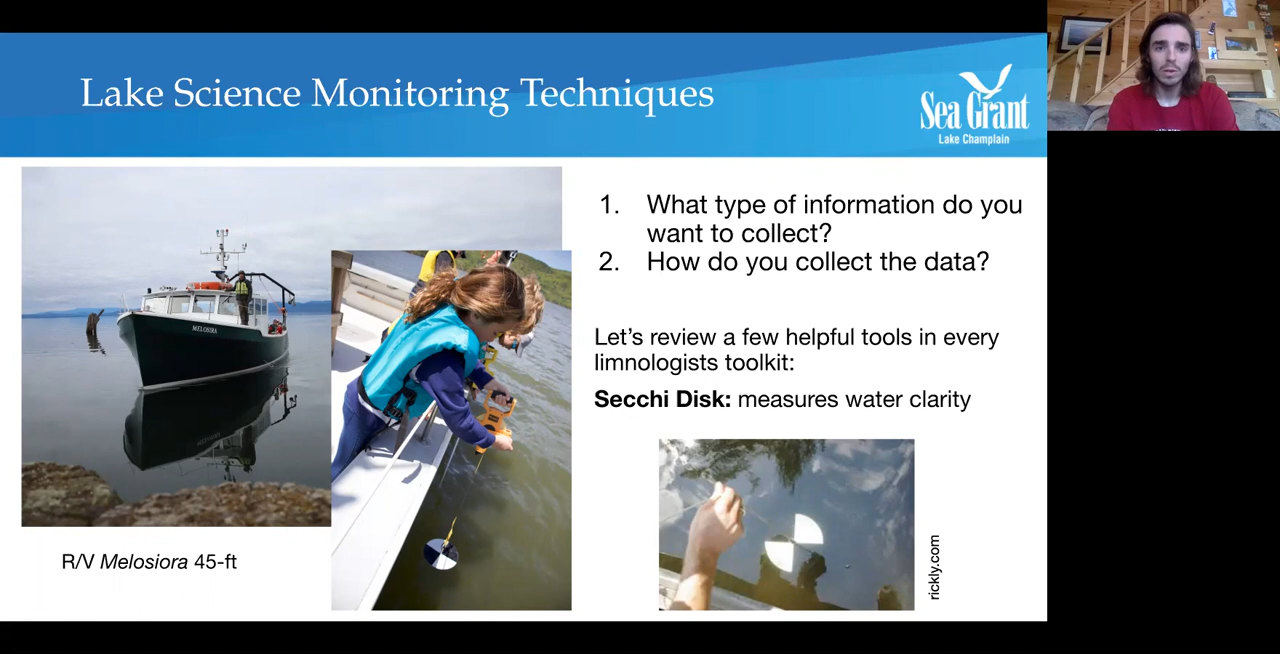 Lake Science Monitoring Techniques
Sea Grant
Lake Champlain
MELOSIRA
1. What type of information do you
want to collect?
2. How do you collect the data?
Let's review a few helpful tools in every
limnologists toolkit:
Secchi Disk: measures water clarity
rickly.com
R/V Melosiora 45-ft